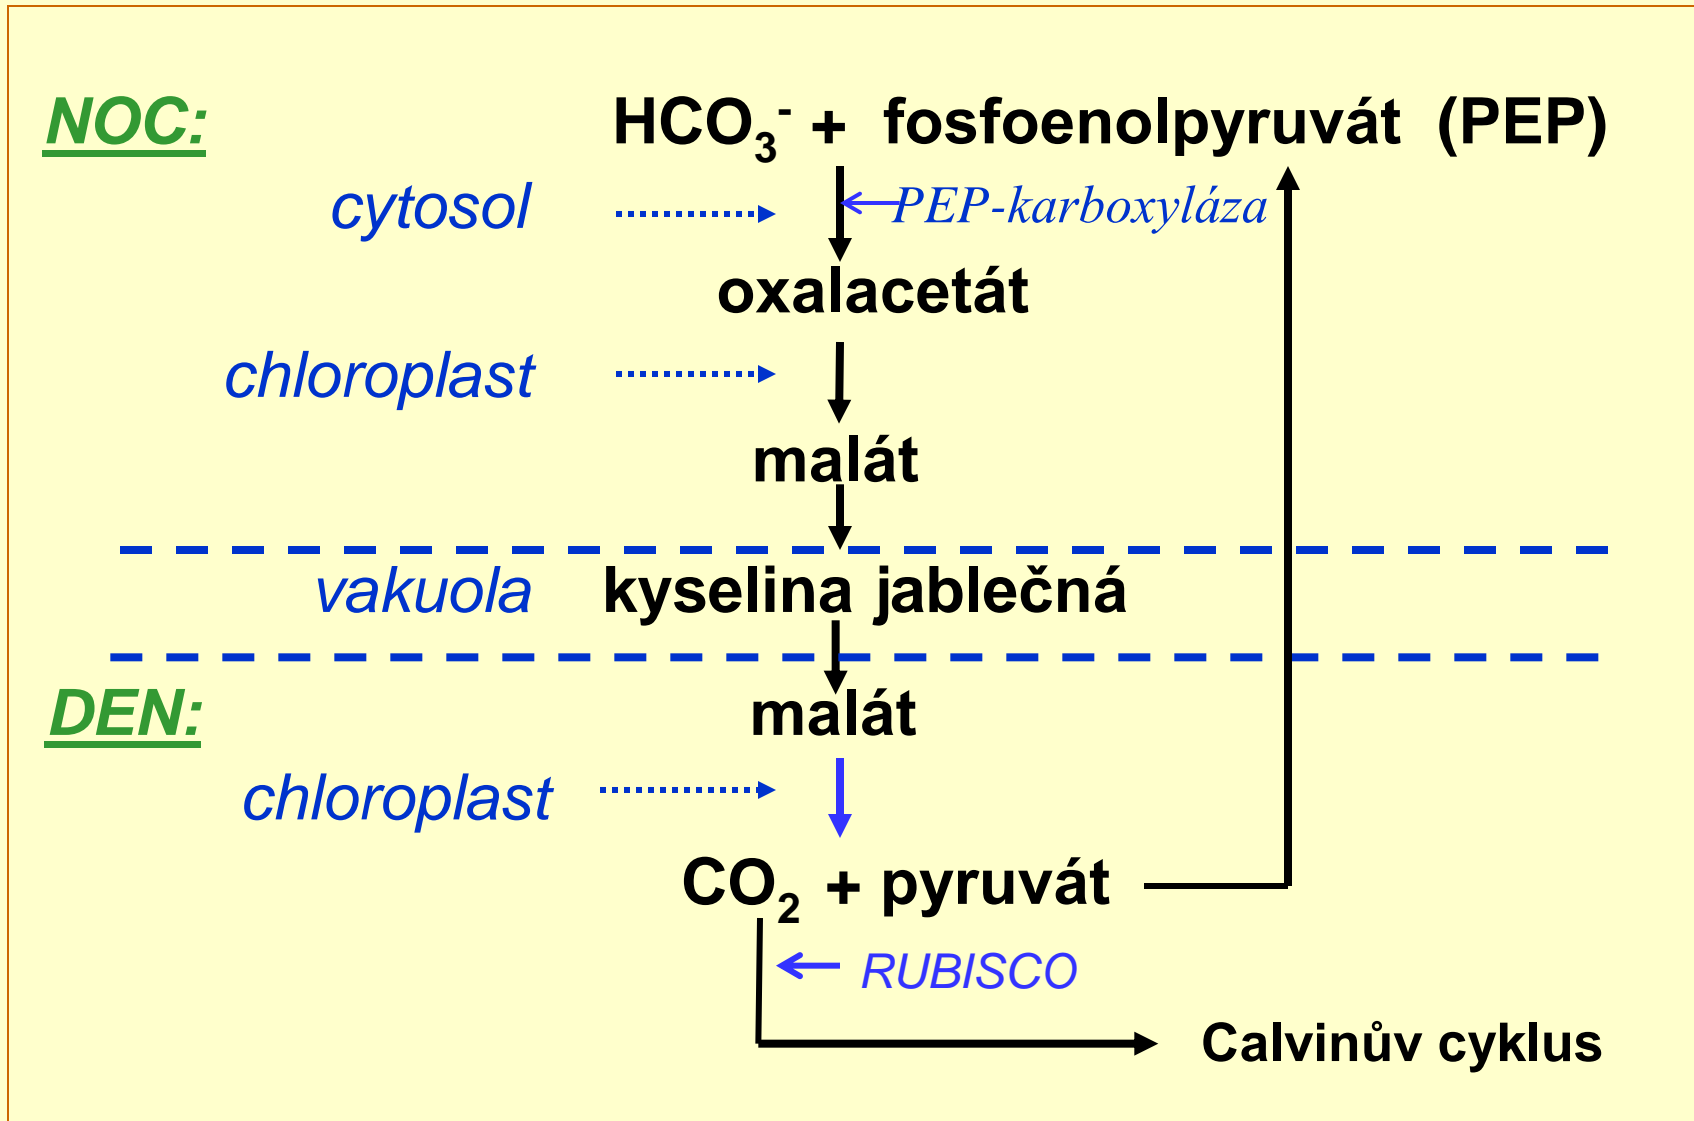 NOC:
HCO₃⁻ + fosfoenolpyruvát (PEP)
cytosol
PEP-karboxyláza
oxalacetát
chloroplast
malát
vakuola kyselina jablečná
DEN:
malát
chloroplast
CO₂ + pyruvát
RUBISCO
Calvinův cyklus